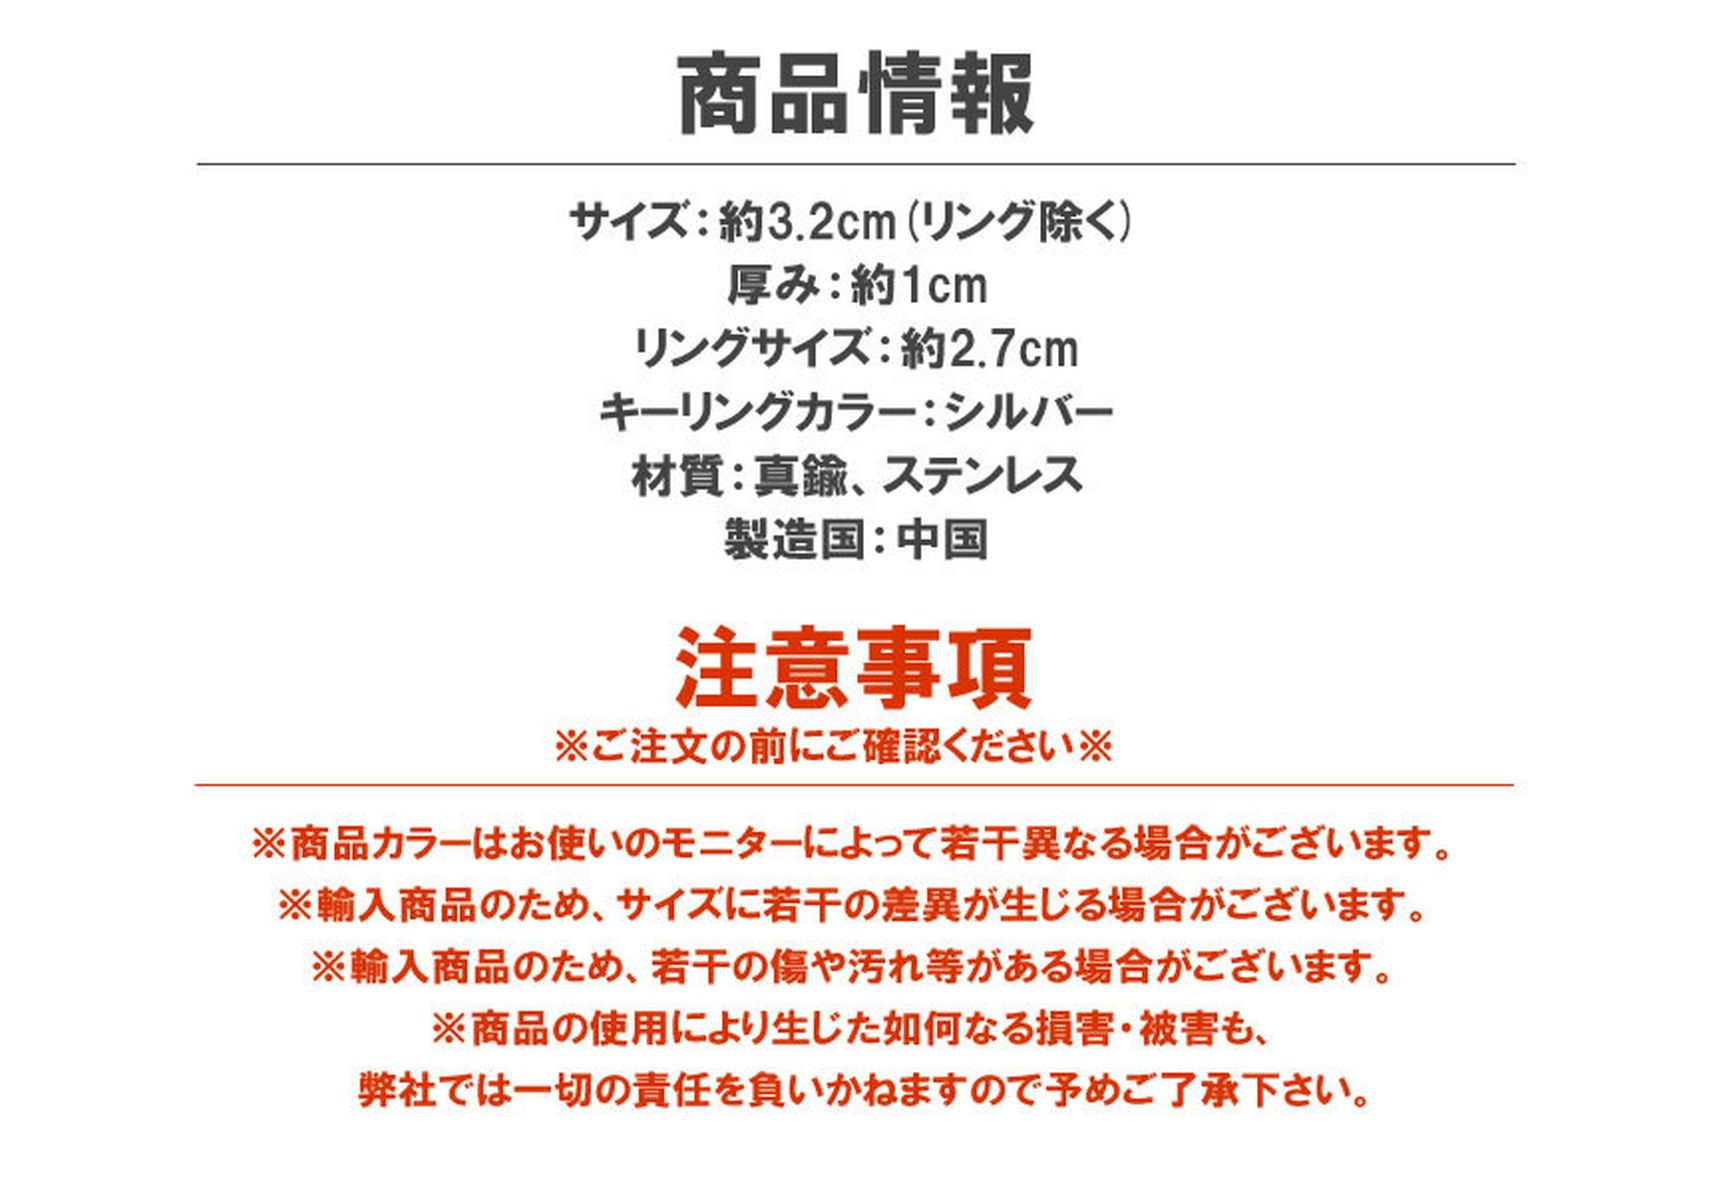 商品情報
サイズ：約3.2cm(リング除く)
厚み：約1cm
リングサイズ：約2.7cm
キーリングカラー：シルバー
材質：真鍮、ステンレス
製造国：中国
注意事項
※ご注文の前にご確認ください※
※商品カラーはお使いのモニターによって若干異なる場合がございます。
※輸入商品のため、サイズに若干の差異が生じる場合がございます。
※輸入商品のため、若干の傷や汚れ等がある場合がございます。
※商品の使用により生じた如何なる損害・被害も、
弊社では一切の責任を負いかねますので予めご了承下さい。